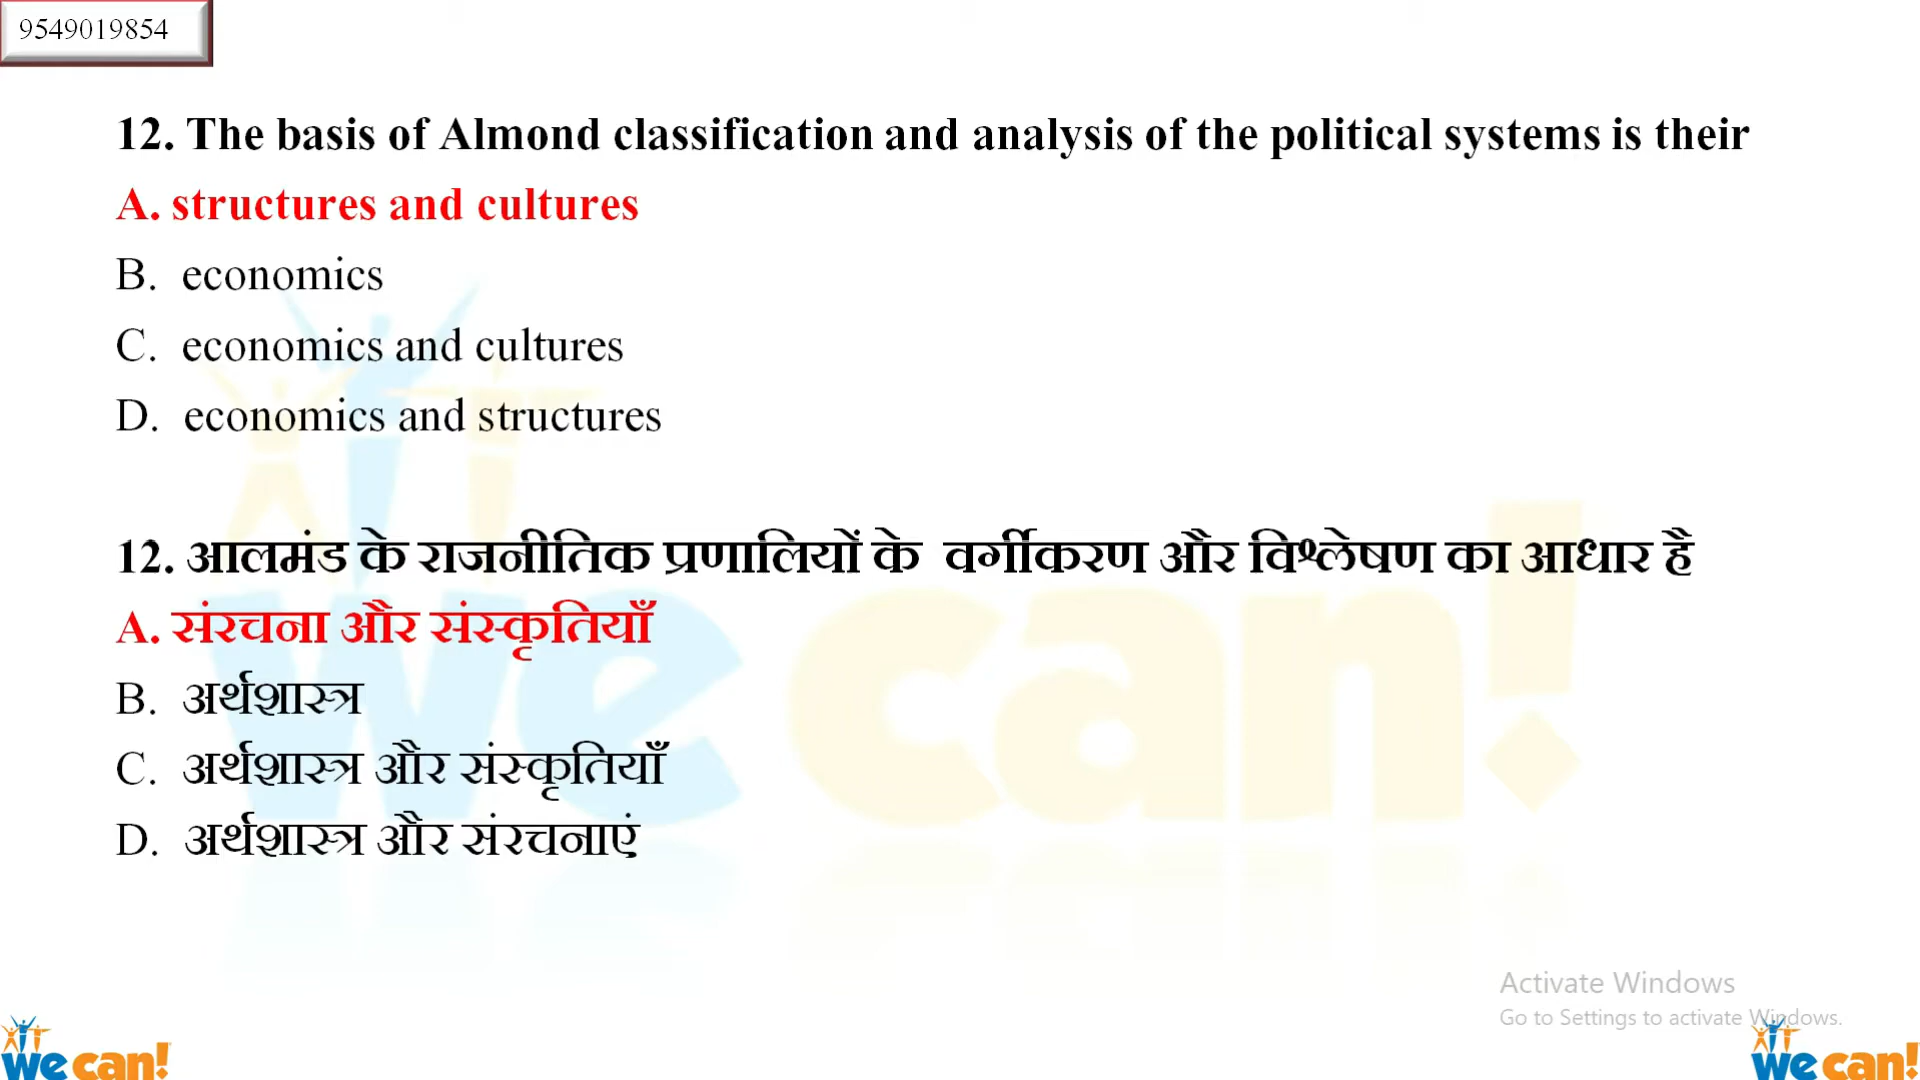 9549019854
12. The basis of Almond classification and analysis of the political systems is their
A. structures and cultures
B. economics
C. economics and cultures
D. economics and structures
12. आलमंड के राजनीतिक प्रणालियों के वर्गीकरण और विश्लेषण का आधार है
A. संरचना और संस्कृतियाँ
B. अर्थशास्त्र
C. अर्थशास्त्र और संस्कृतियाँ
D. अर्थशास्त्र और संरचनाएं
we can!
Activate Windows
Go to Settings to activate Windows.
we can!
we can!